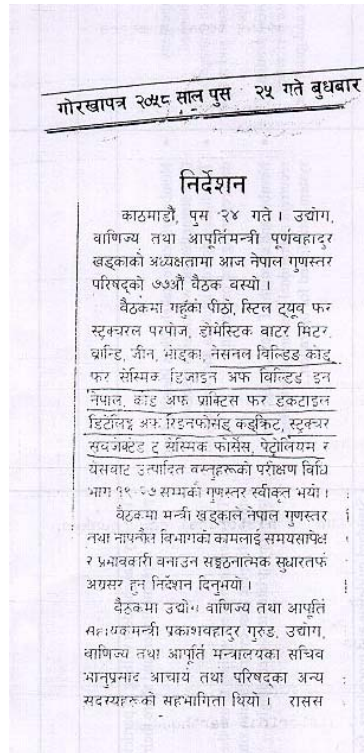 गोरखापत्र २०५८ साल पुस २५ गते बुधबार
निर्देशन
काठमाडौं, पुस २४ गते । उद्योग,
वाणिज्य तथा आपूर्तिमन्त्री पूर्णबहादुर
खड्काको अध्यक्षतामा आज नेपाल गुणस्तर
परिषद्को ७७औं बैठक बस्यो ।
बैठकमा गहुँको पीठो, स्टिल ट्यूव फर
स्ट्रक्चरल परपोज, डोमेस्टिक वाटर मिटर,
ब्राण्डि, जीन, भोड्का, नेसनल विल्डिङ कोड
फर सेस्मिक डिजाइन अफ विल्डिङ इन
नेपाल, कोड अफ प्राक्टिस फर डकटाइल
डिटेलिङ अफ रिइनफोर्सड् कङ्क्रिट, स्ट्रक्चर
सवजेक्टेड टु सेस्मिक फोर्सेस, पेट्रोलियम र
यसबाट उत्पादित वस्तुहरूको परीक्षण विधि
भाग सम्मको गुणस्तर स्वीकृत भयो ।
बैठकमा मन्त्री खड्काले नेपाल गुणस्तर
तथा नापतौल विभागको कामलाई समयसापेक्ष
र प्रभावकारी बनाउन सङ्गठनात्मक सुधारतर्फ
अग्रसर हुन निर्देशन दिनुभयो ।
बैठकमा उद्योग वाणिज्य तथा आपूर्ति
सहायकमन्त्री प्रकाशबहादुर गुरुङ, उद्योग,
वाणिज्य तथा आपूर्ति मन्त्रालयका सचिव
भानुप्रसाद आचार्य तथा परिषद्का अन्य
सदस्यहरूको सहभागिता थियो । रासस